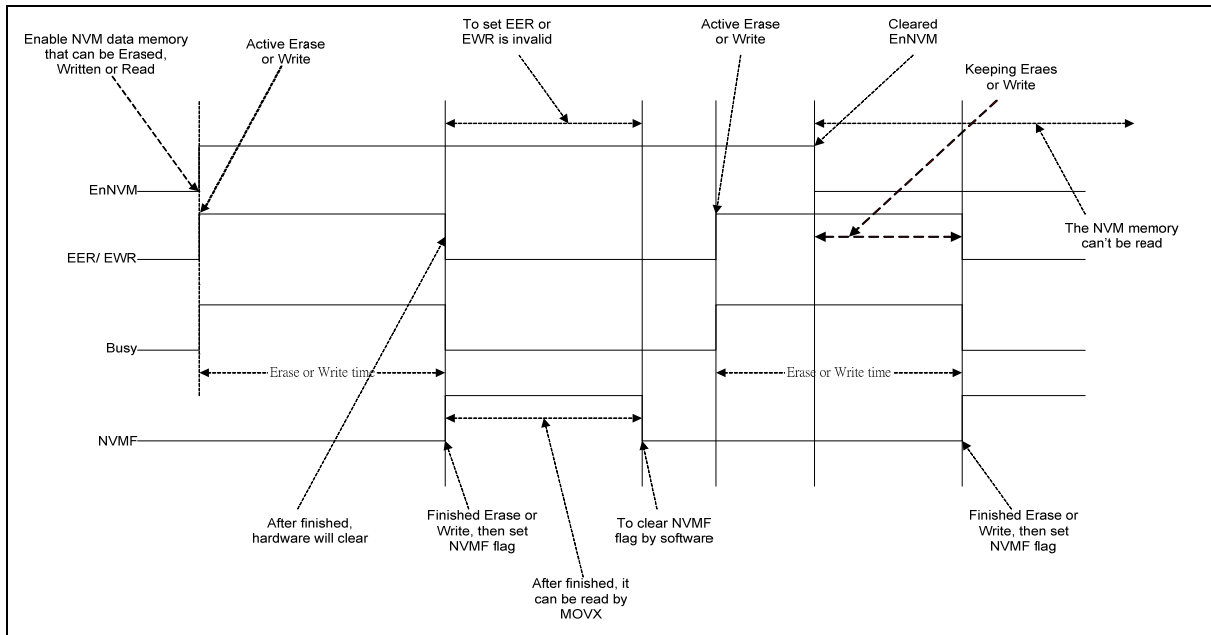 Enable NVM data memory
that can be Erased,
Written or Read
Active Erase
or Write
To set EER or
EWR is invalid
Active Erase
or Write
Cleared
EnNVM
Keeping Eraes
or Write
EnNVM
The NVM memory
can't be read
EER/ EWR
Busy
Erase or Write time
Erase or Write time
NVMF
After finished,
hardware will clear
Finished Erase or
Write, then set
NVMF flag
To clear NVMF
flag by software
Finished Erase or
Write, then set
NVMF flag
After finished, it
can be read by
MOVX